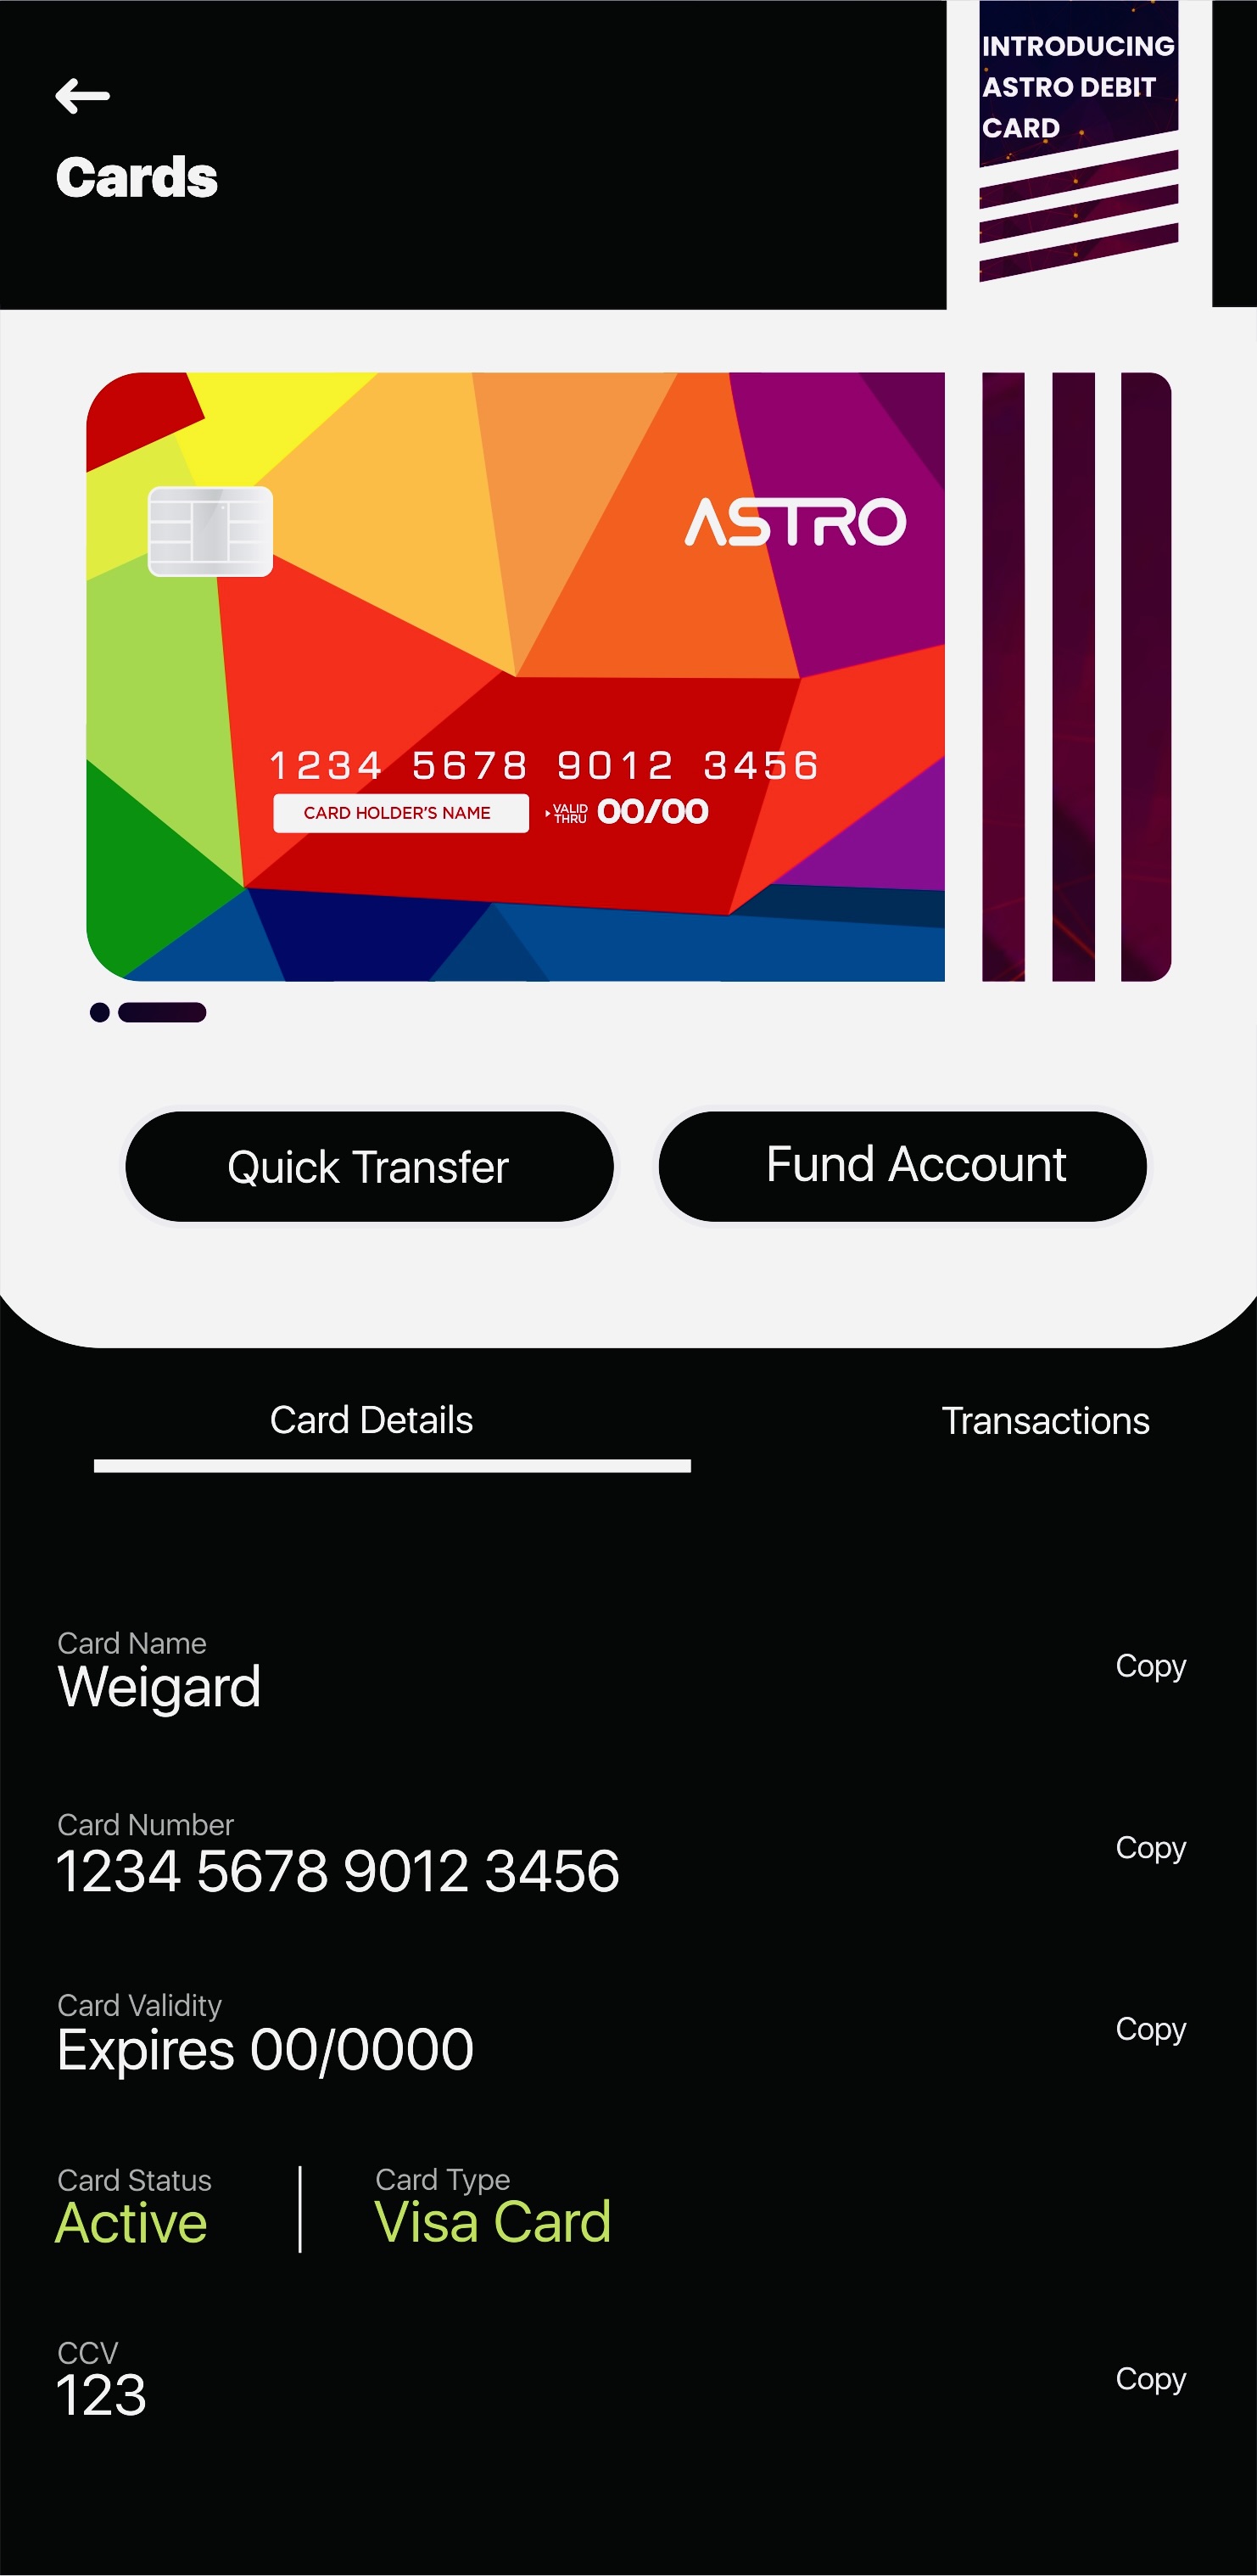 INTRODUCING
ASTRO DEBIT
CARD
Cards
ASTRO
1234 5678 9012 3456
CARD HOLDER'S NAME
VALID
THRU
00/00
Quick Transfer
Fund Account
Card Details
Transactions
Card Name
Weigard
Copy
Card Number
1234 5678 9012 3456
Copy
Card Validity
Expires 00/0000
Copy
Card Status
Active
Card Type
Visa Card
CCV
123
Copy